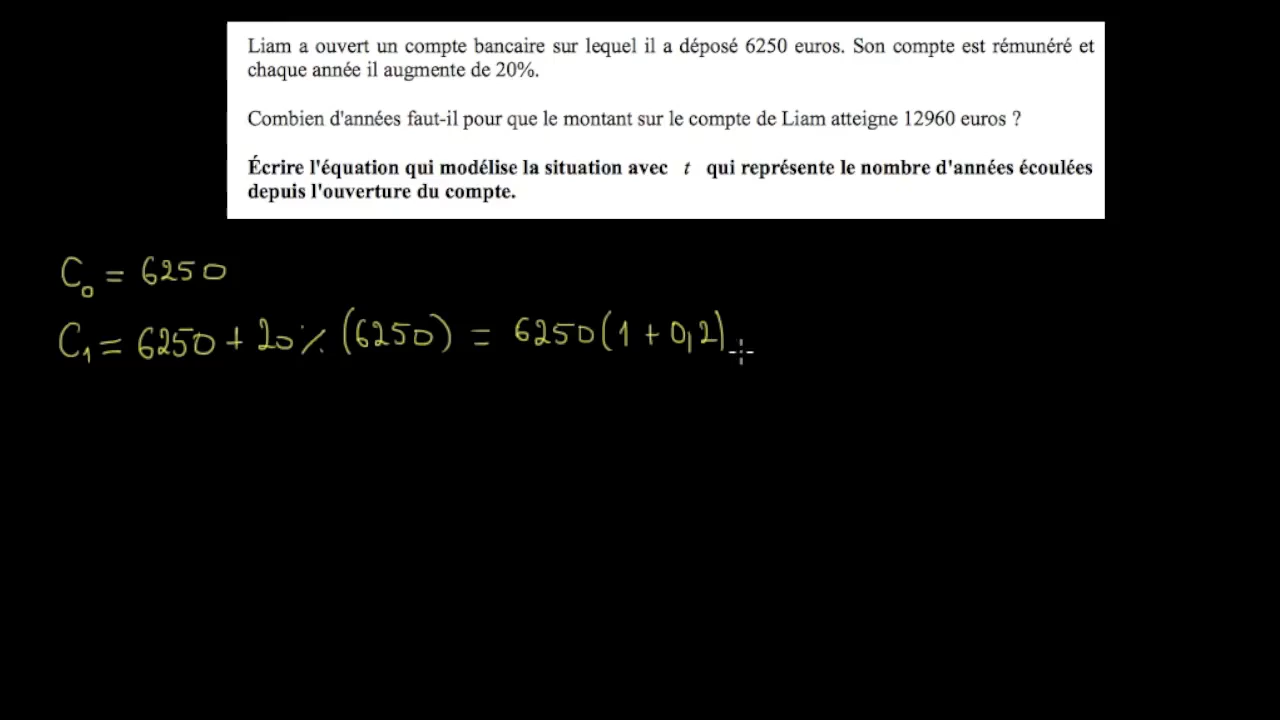 Liam a ouvert un compte bancaire sur lequel il a déposé 6250 euros. Son compte est rémunéré et
chaque année il augmente de 20%.
Combien d'années faut-il pour que le montant sur le compte de Liam atteigne 12960 euros ?
Écrire l'équation qui modélise la situation avec t qui représente le nombre d'années écoulées
depuis l'ouverture du compte.
C₀ = 6250
C₁ = 6250 + 20% (6250) = 6250(1 + 0,2)